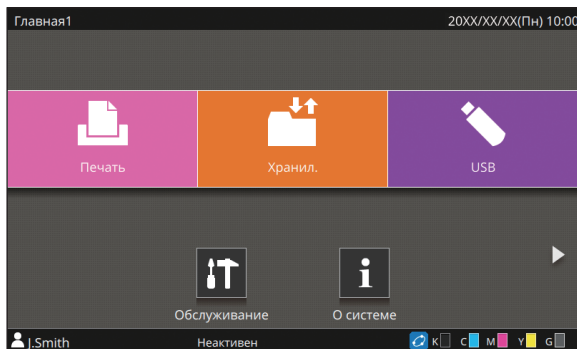 Главная1 20XX/XX/XX(Пн) 10:00
Печать Хранил. USB
Обслуживание О системе
J.Smith Неактивен K C M Y G